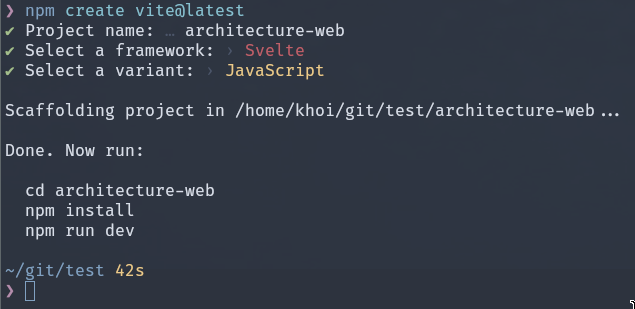 ❯ npm create vite@latest
✔ Project name: … architecture-web
✔ Select a framework: › Svelte
✔ Select a variant: › JavaScript
Scaffolding project in /home/khoi/git/test/architecture-web...
Done. Now run:
cd architecture-web
npm install
npm run dev
~/git/test 42s
❯